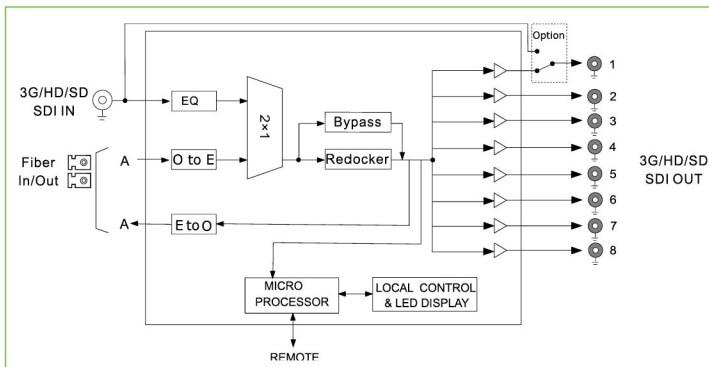 Option
1
3G/HD/SD
SDI IN
EQ
2×1
2
Bypass
3
Fiber
In/Out
A
O to E
Redocker
4
3G/HD/SD
SDI OUT
5
6
A
E to O
7
8
MICRO
PROCESSOR
LOCAL CONTROL
& LED DISPLAY
REMOTE